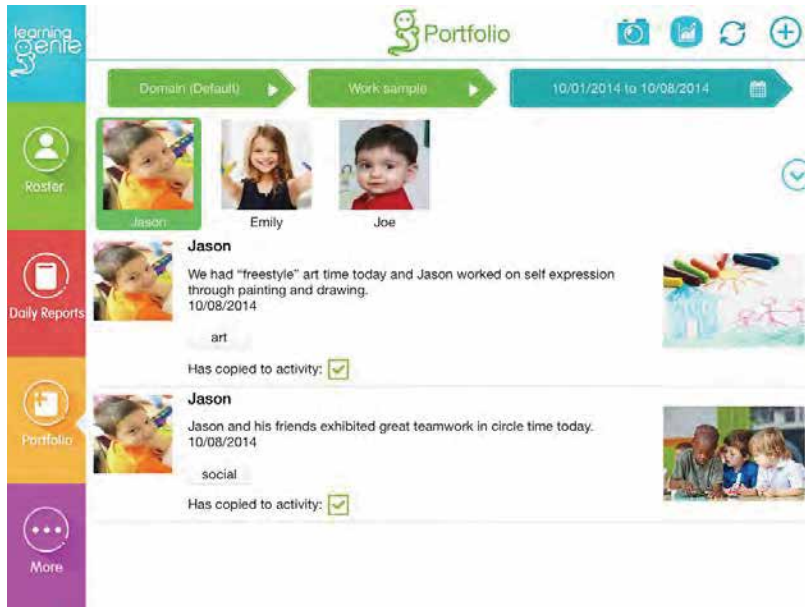 learning
Genie
Portfolio
Domain (Default)
Work sample
10/01/2014 to 10/08/2014
Roster
Jason
Emily
Joe
Jason
We had “freestyle” art time today and Jason worked on self expression
through painting and drawing.
10/08/2014
art
Has copied to activity:
Daily Reports
Jason
Jason and his friends exhibited great teamwork in circle time today.
10/08/2014
social
Has copied to activity:
Portfolio
More